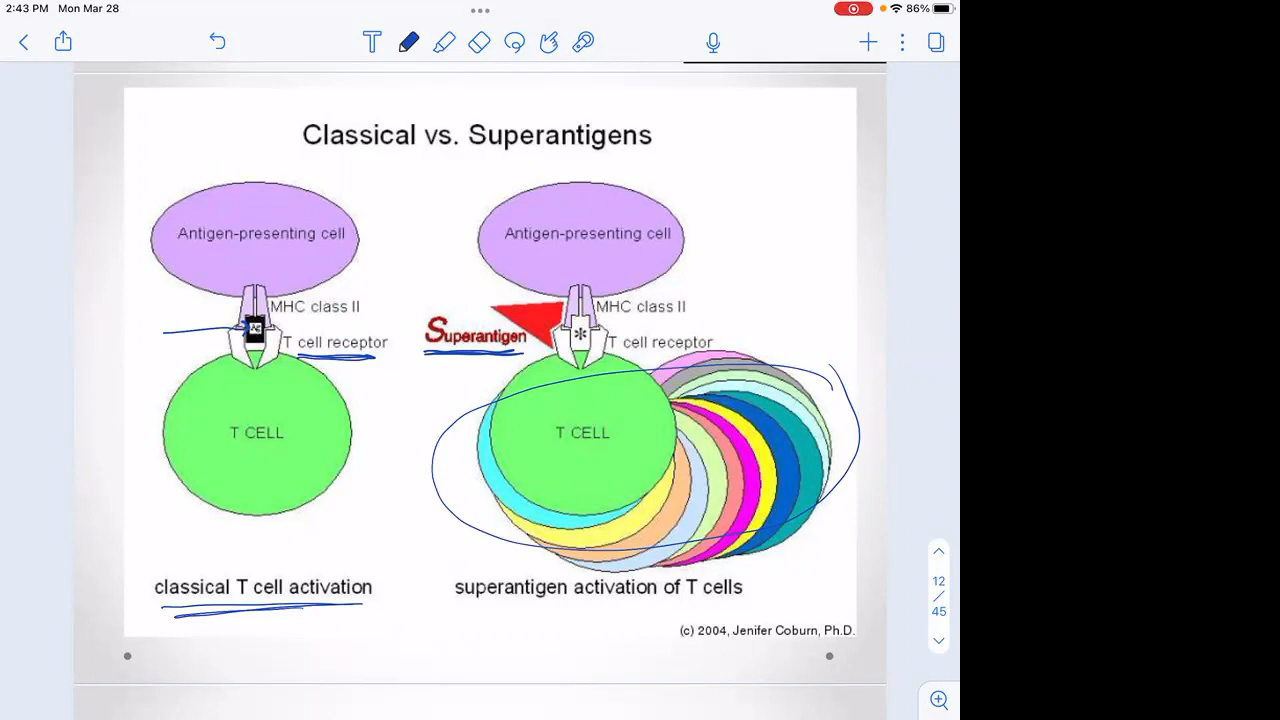 2:43 PM Mon Mar 28
86%
T
Classical vs. Superantigens
Antigen-presenting cell
Antigen-presenting cell
MHC class II
MHC class II
Ag
T cell receptor
Superantigen
*
T cell receptor
T CELL
T CELL
classical T cell activation
superantigen activation of T cells
(c) 2004, Jenifer Coburn, Ph.D.
12
/
45